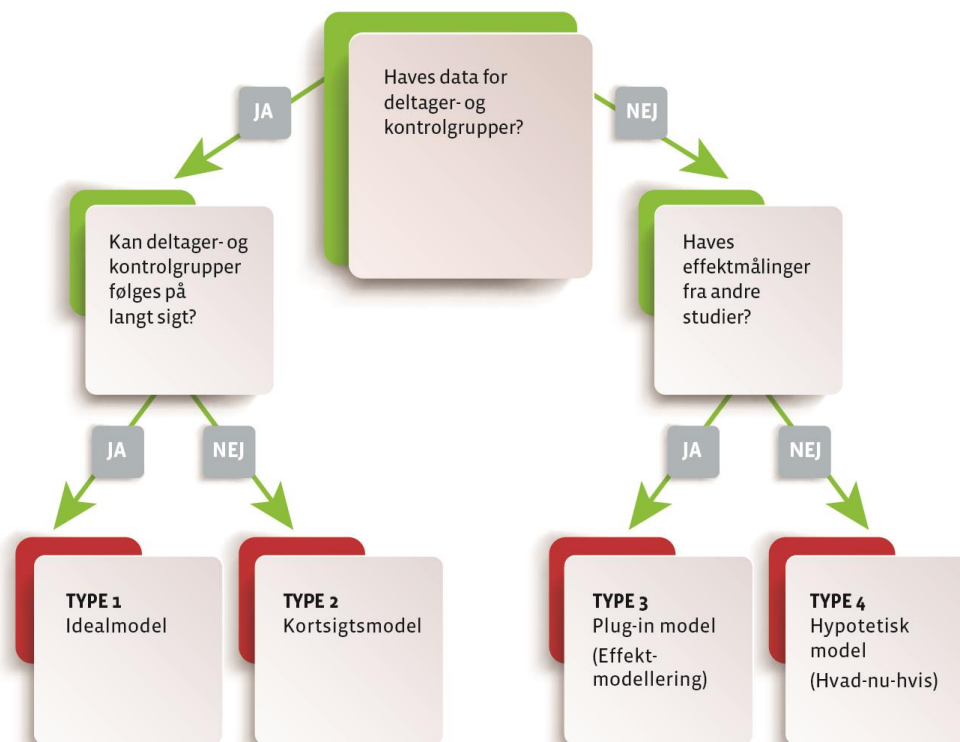 Haves data for
deltager- og
kontrolgrupper?
JA
NEJ
Kan deltager- og
kontrolgrupper
følges på
langt sigt?
Haves
effektmålinger
fra andre
studier?
JA
NEJ
JA
NEJ
TYPE 1
Idealmodel
TYPE 2
Kortsigtsmodel
TYPE 3
Plug-in model
(Effekt-
modellering)
TYPE 4
Hypotetisk
model
(Hvad-nu-hvis)